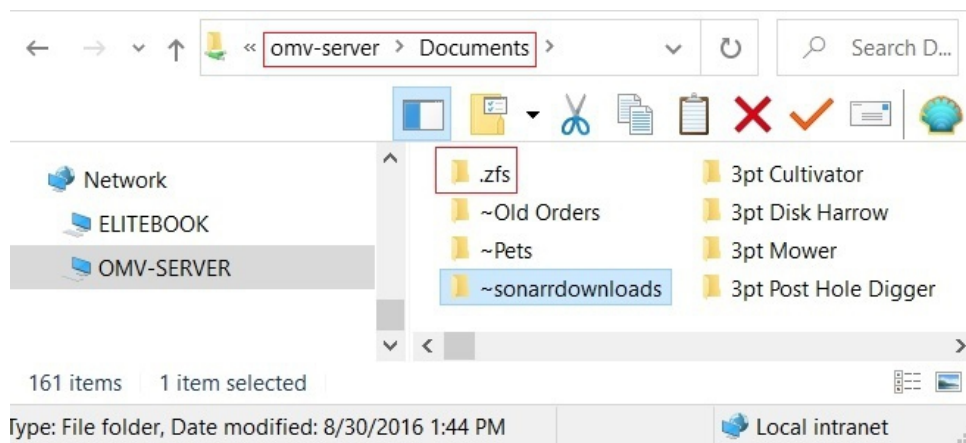 « omv-server > Documents >
Search D...
Network
ELITEBOOK
OMV-SERVER
.zfs
~Old Orders
~Pets
~sonarrdownloads
3pt Cultivator
3pt Disk Harrow
3pt Mower
3pt Post Hole Digger
161 items
1 item selected
Type: File folder, Date modified: 8/30/2016 1:44 PM
Local intranet